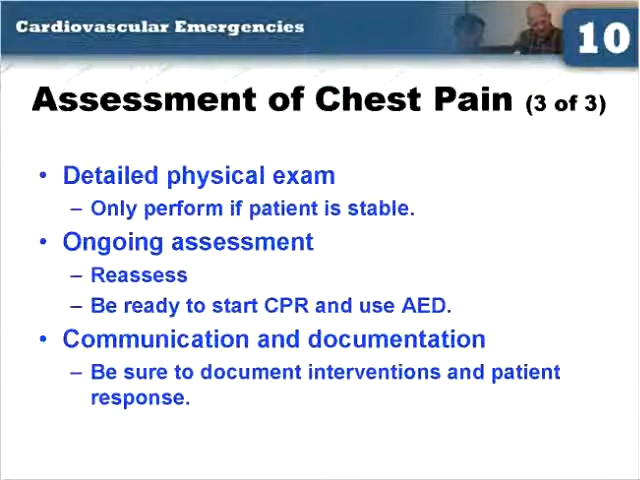 Cardiovascular Emergencies
10
Assessment of Chest Pain (3 of 3)
• Detailed physical exam
– Only perform if patient is stable.
• Ongoing assessment
– Reassess
– Be ready to start CPR and use AED.
• Communication and documentation
– Be sure to document interventions and patient
response.